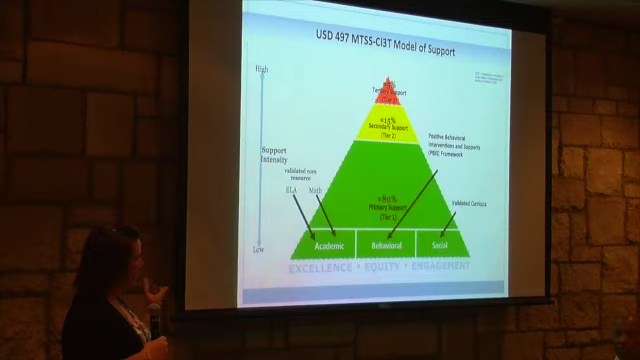 USD 497 MTSS-CI3T Model of Support
High
≈5%
Tertiary Support
(Tier 3)
≈15%
Secondary Support
(Tier 2)
Positive Behavioral
Interventions and Supports
(PBIS) Framework
Support
Intensity
validated core
resource
ELA
Math
≈80%
Primary Support
(Tier 1)
Validated Curricula
Low
Academic
Behavioral
Social
EXCELLENCE • EQUITY • ENGAGEMENT